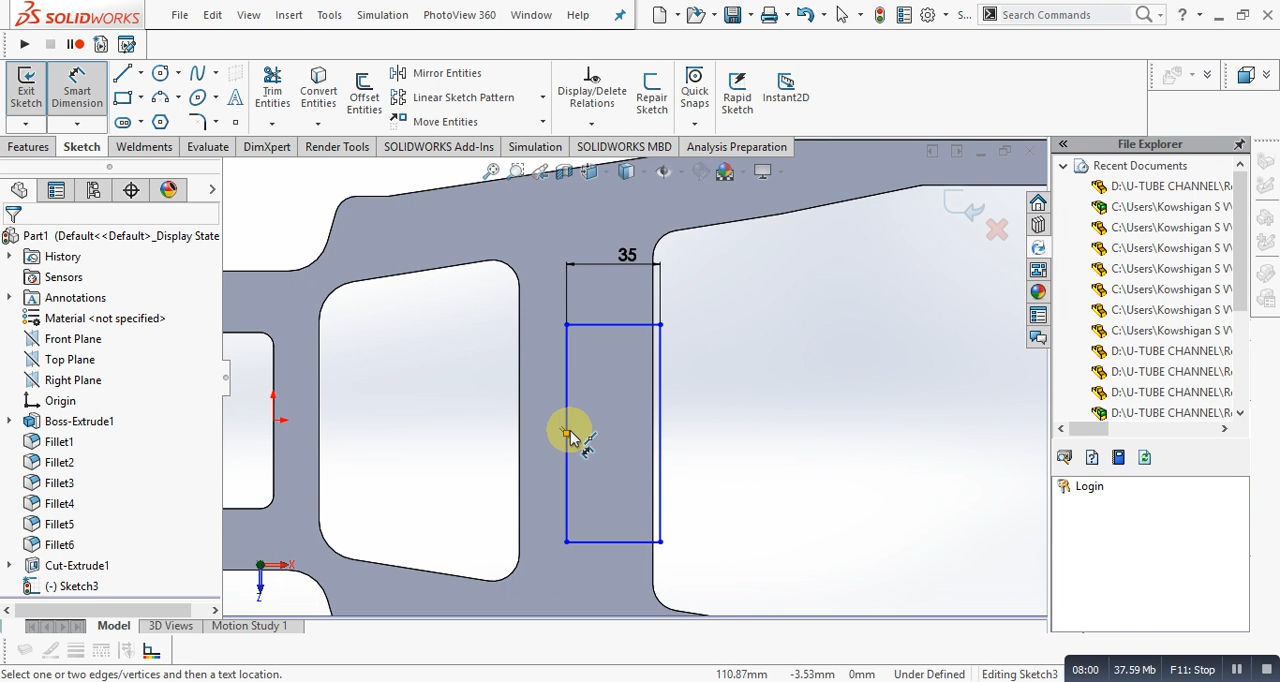 SOLIDWORKS
File Edit View Insert Tools Simulation PhotoView 360 Window Help
S... Search Commands
Exit Sketch
Smart Dimension
Trim Entities
Convert Entities
Offset Entities
Mirror Entities
Linear Sketch Pattern
Move Entities
Display/Delete Relations
Repair Sketch
Quick Snaps
Rapid Sketch
Instant2D
Features Sketch Weldments Evaluate DimXpert Render Tools SOLIDWORKS Add-Ins Simulation SOLIDWORKS MBD Analysis Preparation
File Explorer
Recent Documents
D:\U-TUBE CHANNEL\R
C:\Users\Kowshigan S V
C:\Users\Kowshigan S V
C:\Users\Kowshigan S V
C:\Users\Kowshigan S V
C:\Users\Kowshigan S V
C:\Users\Kowshigan S V
C:\Users\Kowshigan S V
D:\U-TUBE CHANNEL\R
D:\U-TUBE CHANNEL\R
D:\U-TUBE CHANNEL\R
D:\U-TUBE CHANNEL\R
Login
Part1 (Default<<Default>_Display State
History
Sensors
Annotations
Material <not specified>
Front Plane
Top Plane
Right Plane
Origin
Boss-Extrude1
Fillet1
Fillet2
Fillet3
Fillet4
Fillet5
Fillet6
Cut-Extrude1
(-) Sketch3
35
X
Z
Model 3D Views Motion Study 1
Select one or two edges/vertices and then a text location.
110.87mm -3.53mm 0mm Under Defined Editing Sketch3
08:00 37.59 MB F11: Stop